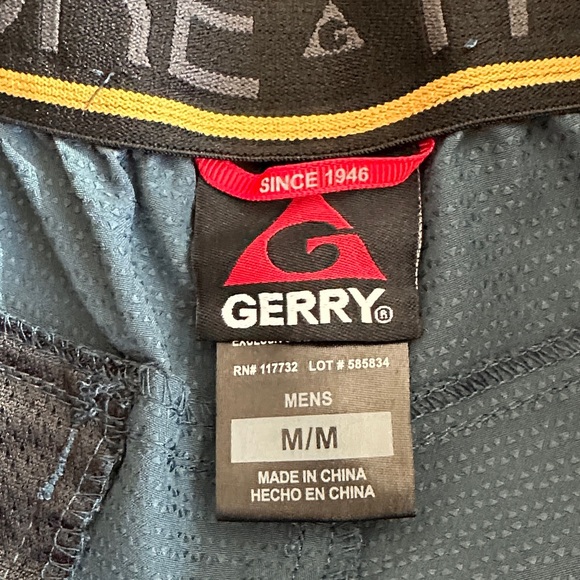 G
SINCE 1946
G
GERRY®
RN# 117732 LOT # 585834
MENS
M/M
MADE IN CHINA
HECHO EN CHINA